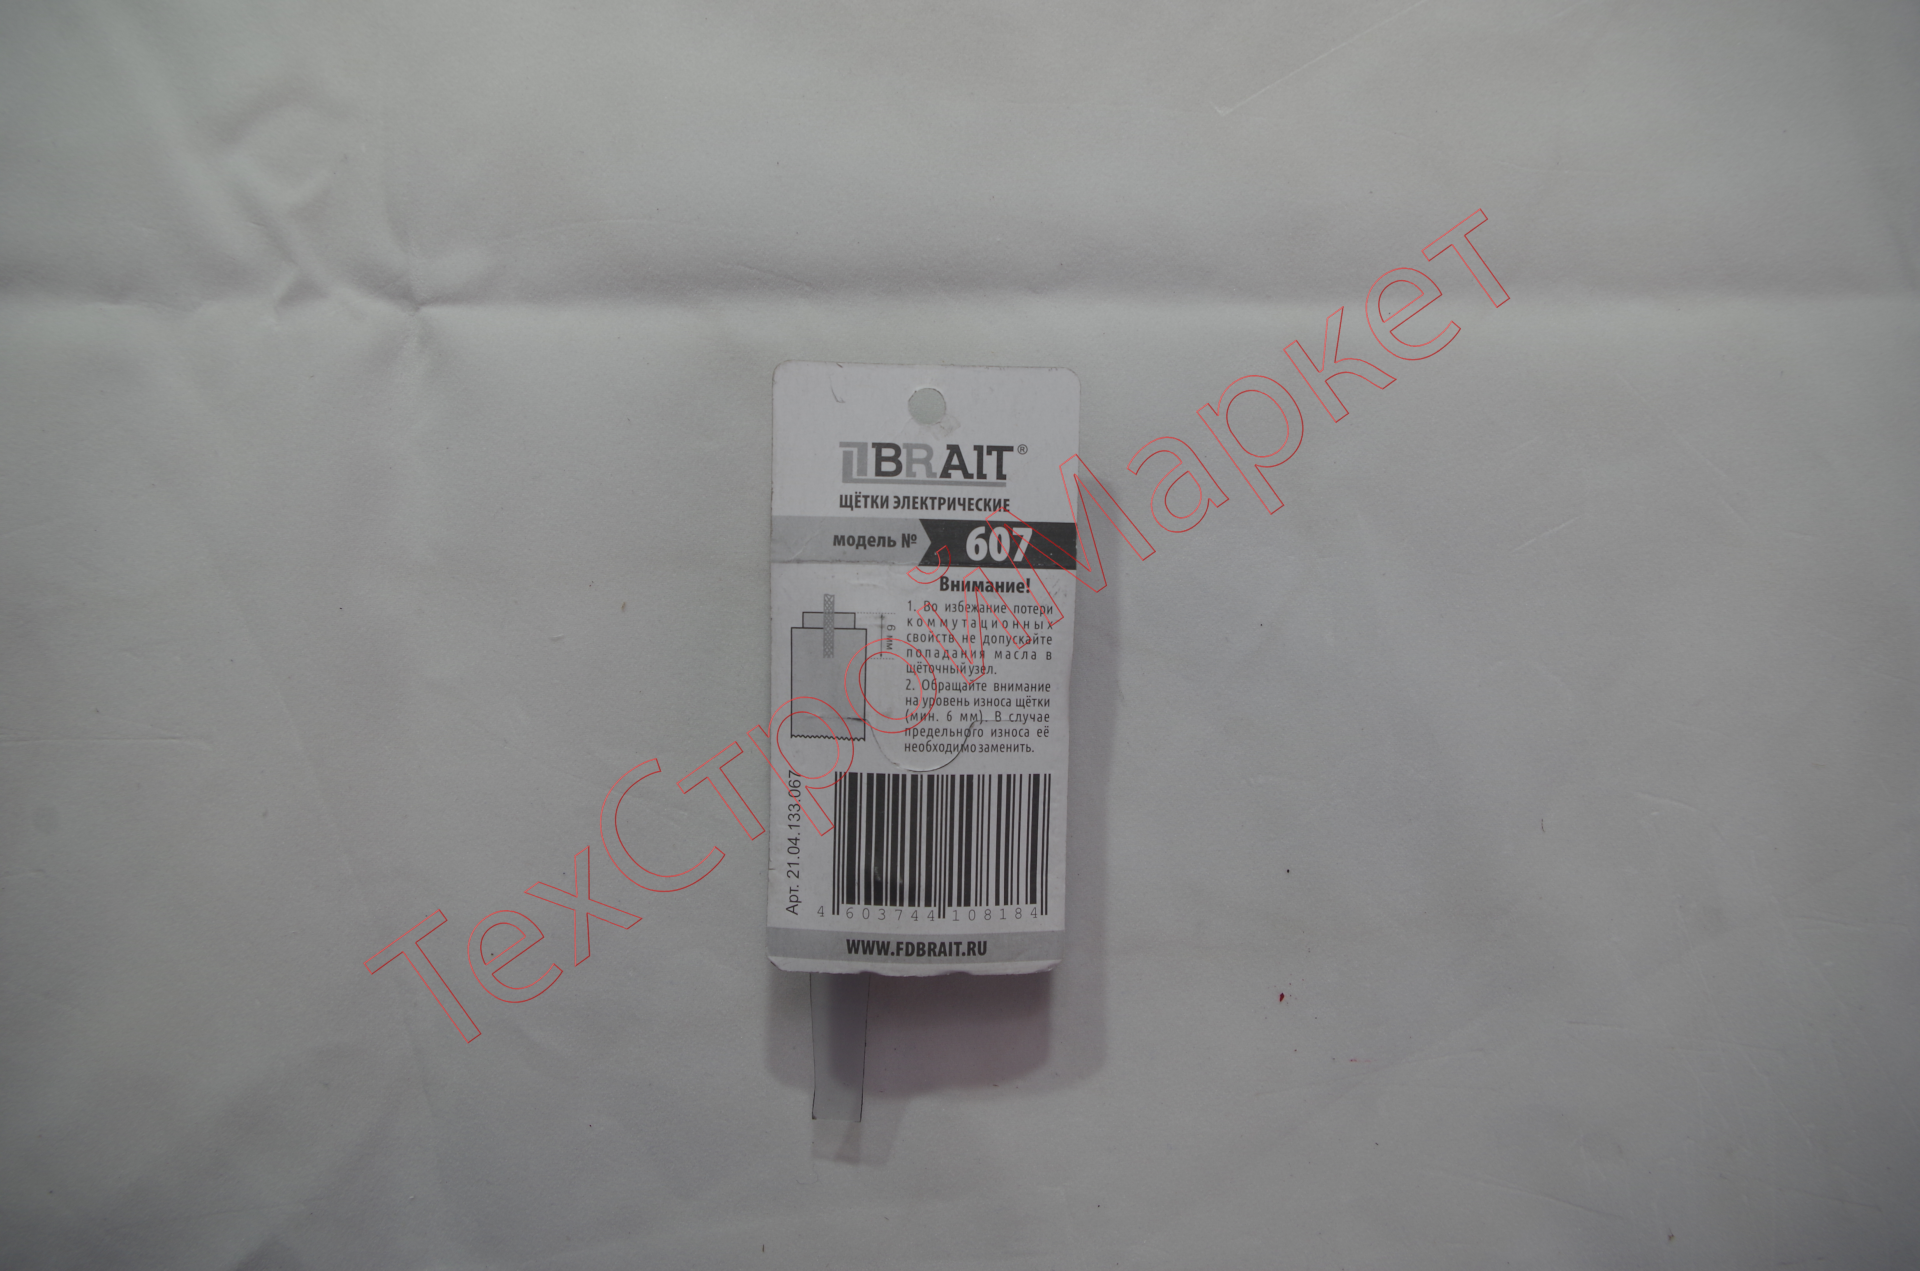 BRAIT®
ЩЁТКИ ЭЛЕКТРИЧЕСКИЕ
модель № 607
Внимание!
1. Во избежание потери
коммутационных
свойств не допускайте
попадания масла в
щёточный узел.
2. Обращайте внимание
на уровень износа щётки
(мин. 6 мм). В случае
предельного износа её
необходимо заменить.
6 мм
Арт. 21.04.133.067
4 603744 108184
WWW.FDBRAIT.RU
ТехСтройМаркет